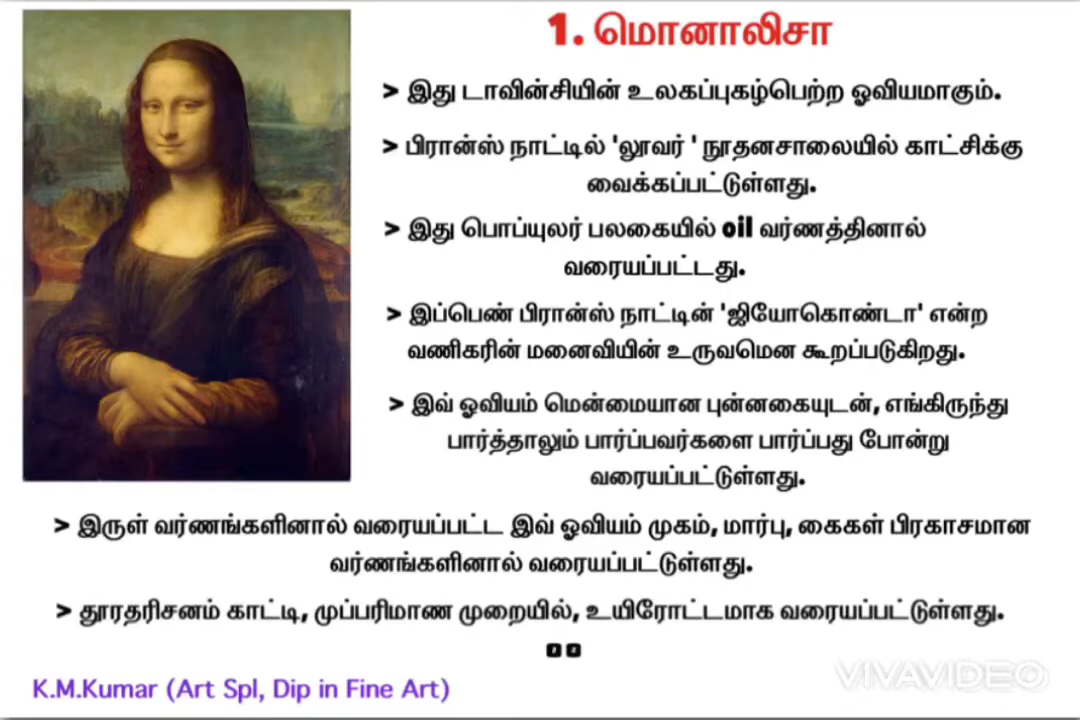 1. மொனாலிசா
> இது டாவின்சியின் உலகப்புகழ்பெற்ற ஓவியமாகும்.
> பிரான்ஸ் நாட்டில் 'லூவர் ' நூதனசாலையில் காட்சிக்கு
வைக்கப்பட்டுள்ளது.
> இது பொப்யுலர் பலகையில் oil வர்ணத்தினால்
வரையப்பட்டது.
> இப்பெண் பிரான்ஸ் நாட்டின் 'ஜியோகொண்டா' என்ற
வணிகரின் மனைவியின் உருவமென கூறப்படுகிறது.
> இவ் ஓவியம் மென்மையான புன்னகையுடன், எங்கிருந்து
பார்த்தாலும் பார்ப்பவர்களை பார்ப்பது போன்று
வரையப்பட்டுள்ளது.
> இருள் வர்ணங்களினால் வரையப்பட்ட இவ் ஓவியம் முகம், மார்பு, கைகள் பிரகாசமான
வர்ணங்களினால் வரையப்பட்டுள்ளது.
> தூரதரிசனம் காட்டி, முப்பரிமாண முறையில், உயிரோட்டமாக வரையப்பட்டுள்ளது.
K.M.Kumar (Art Spl, Dip in Fine Art)
VIVAVIDEO